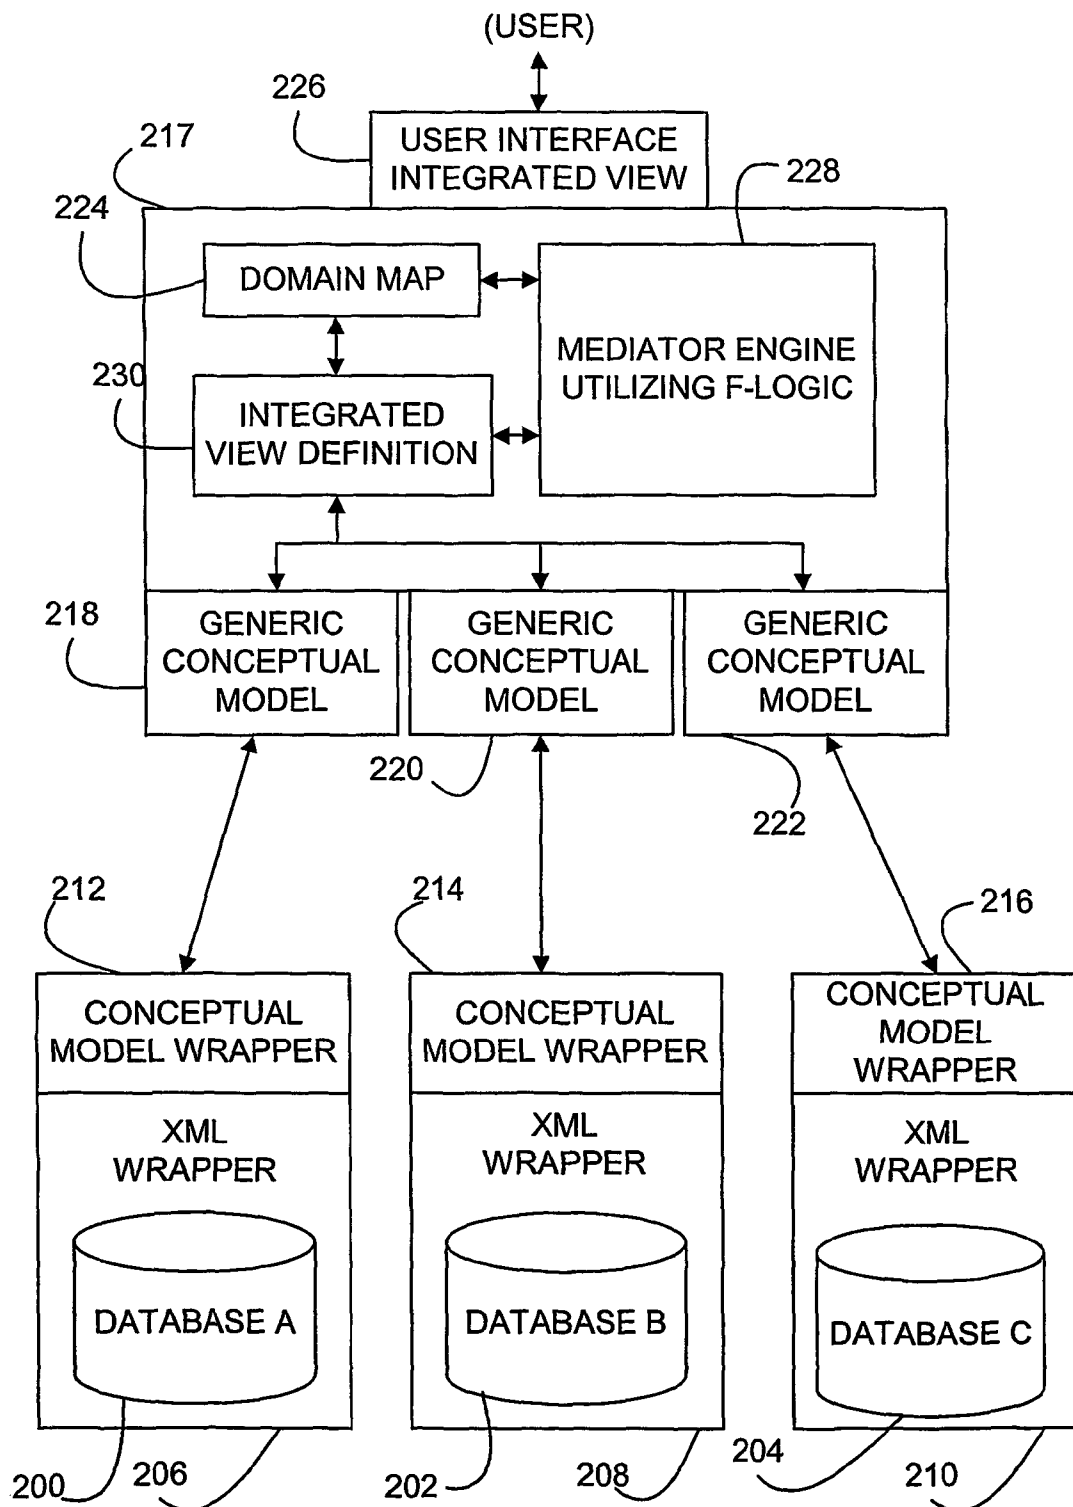 (USER)
226
217
USER INTERFACE
INTEGRATED VIEW
228
224
DOMAIN MAP
MEDIATOR ENGINE
UTILIZING F-LOGIC
230
INTEGRATED
VIEW DEFINITION
218
GENERIC
CONCEPTUAL
MODEL
GENERIC
CONCEPTUAL
MODEL
GENERIC
CONCEPTUAL
MODEL
220
222
212
214
216
CONCEPTUAL
MODEL WRAPPER
CONCEPTUAL
MODEL WRAPPER
CONCEPTUAL
MODEL
WRAPPER
XML
WRAPPER
XML
WRAPPER
XML
WRAPPER
DATABASE A
DATABASE B
DATABASE C
200
206
202
208
204
210